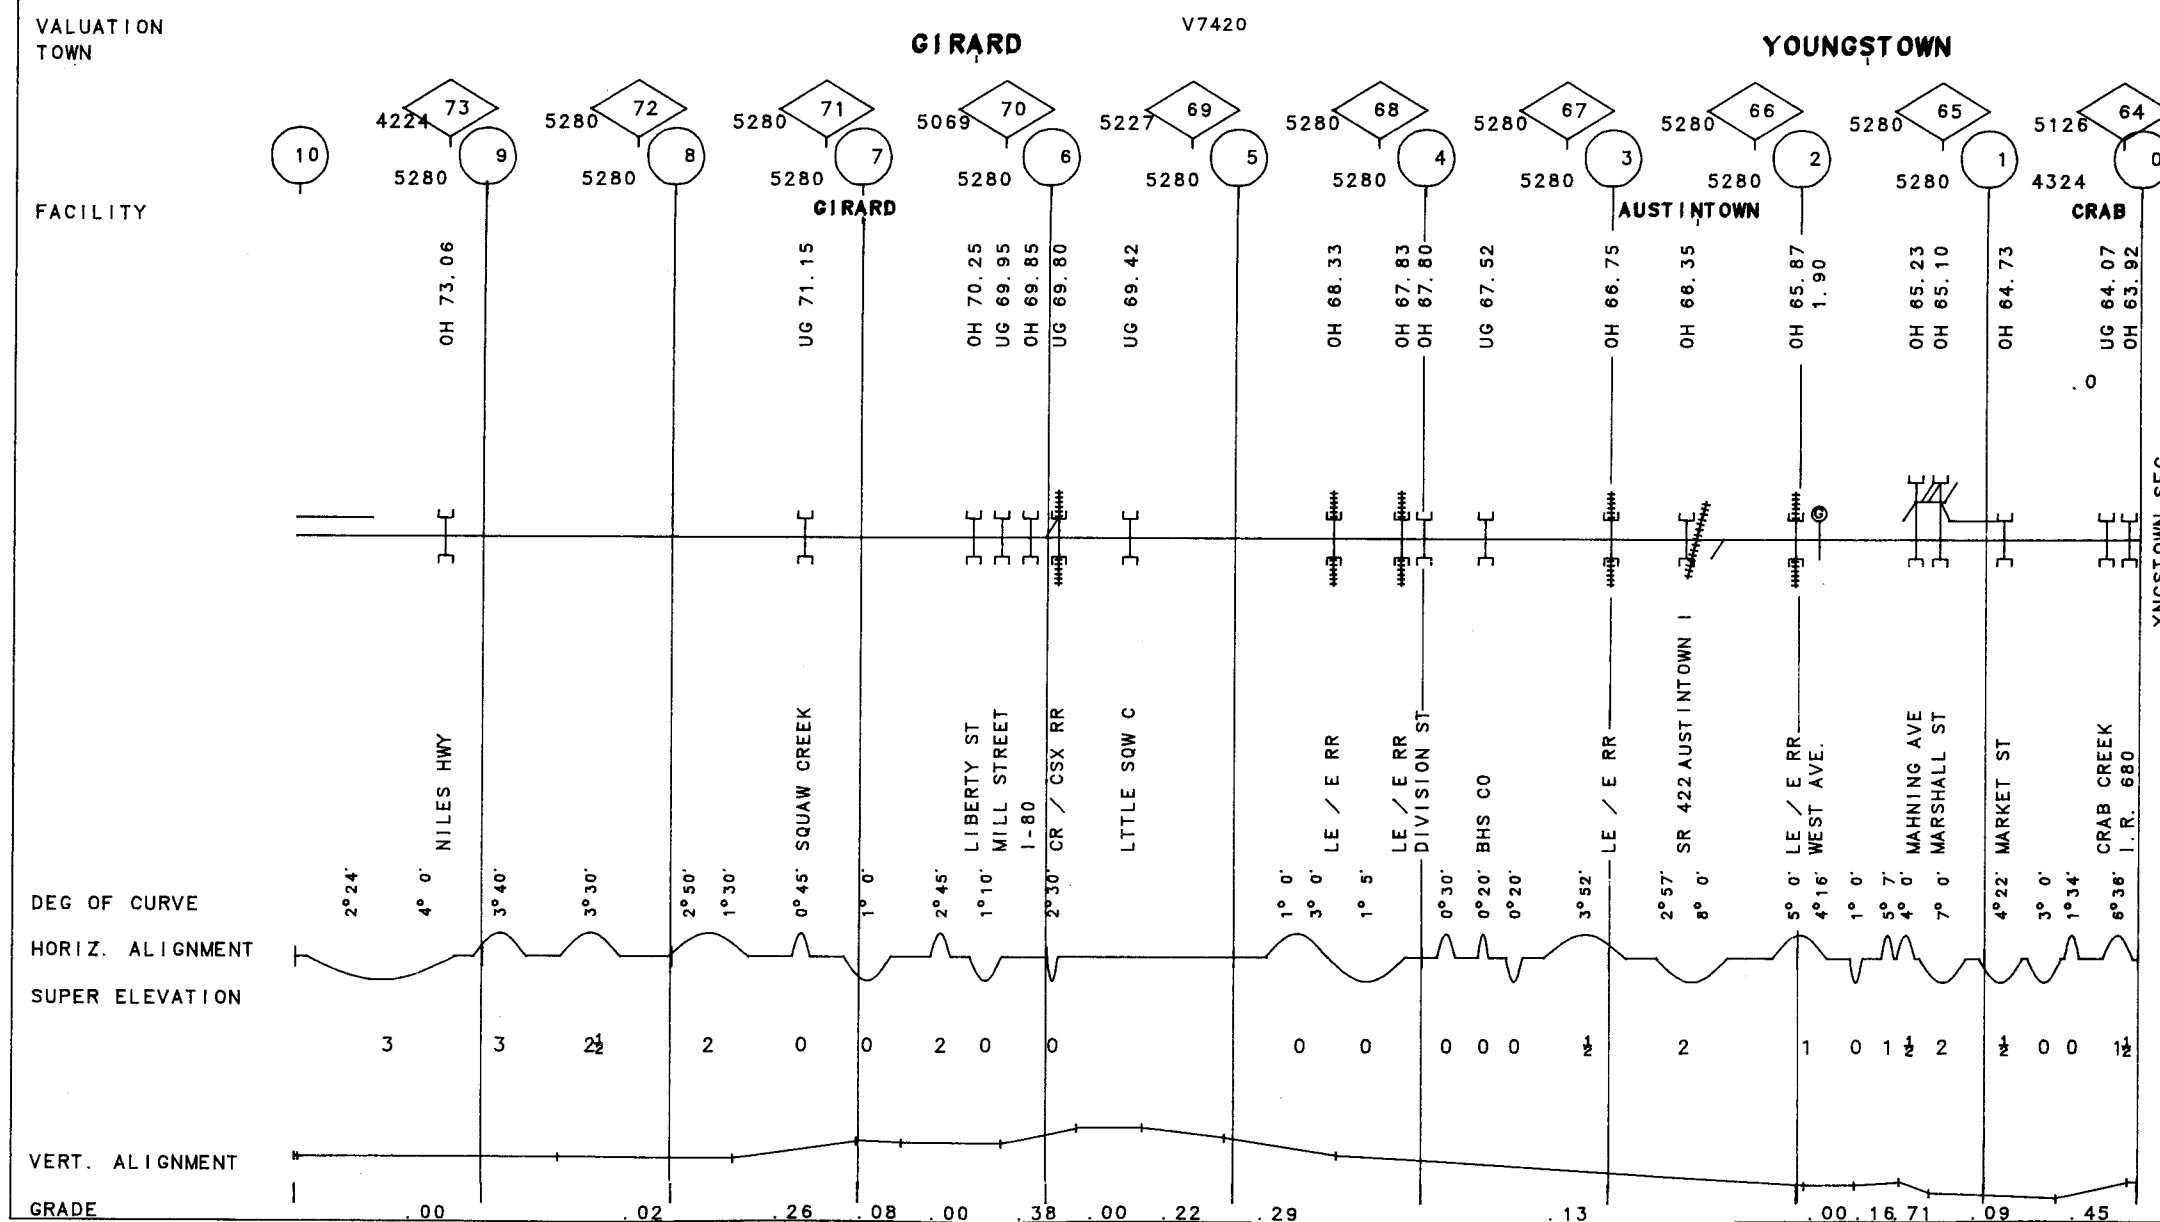 VALUATION
TOWN
V7420
GIRARD
YOUNGSTOWN
73 72 71 70 69 68 67 66 65 64
4224 5280 5280 5069 5227 5280 5280 5280 5280 5126
10 9 8 7 6 5 4 3 2 1 0
5280 5280 5280 5280 5280 5280 5280 5280 5280 4324
FACILITY
GIRARD
AUSTINTOWN
CRAB
OH 73.06
UG 71.15
OH 70.25
UG 69.95
OH 69.85
UG 69.80
UG 69.42
OH 68.33
OH 67.83
OH 67.80
UG 67.52
OH 66.75
OH 66.35
OH 65.87
1.90
OH 65.23
OH 65.10
OH 64.73
UG 64.07
OH 63.92
.0
G
YNGSTOWN SEC
NILES HWY
SQUAW CREEK
LIBERTY ST
MILL STREET
I-80
CR / CSX RR
LTTLE SQW C
LE / E RR
LE / E RR
DIVISION ST
BHS CO
LE / E RR
SR 422 AUSTINTOWN I
LE / E RR
WEST AVE.
MAHNING AVE
MARSHALL ST
MARKET ST
CRAB CREEK
I.R. 680
DEG OF CURVE
2°24' 4° 0' 3°40' 3°30' 2°50' 1°30' 0°45' 1° 0' 2°45' 1°10' 2°30' 1° 0' 3° 0' 1° 5' 0°30' 0°20' 0°20' 3°52' 2°57' 8° 0' 5° 0' 4°16' 1° 0' 5° 7' 4° 0' 7° 0' 4°22' 3° 0' 1°34' 6°36'
HORIZ. ALIGNMENT
SUPER ELEVATION
3 3 2½ 2 0 0 2 0 0 0 0 0 0 0 ½ 2 1 0 1 ½ 2 ½ 0 0 1½
VERT. ALIGNMENT
GRADE
.00 .02 .26 .08 .00 .38 .00 .22 .29 .13 .00 .16 .71 .09 .45